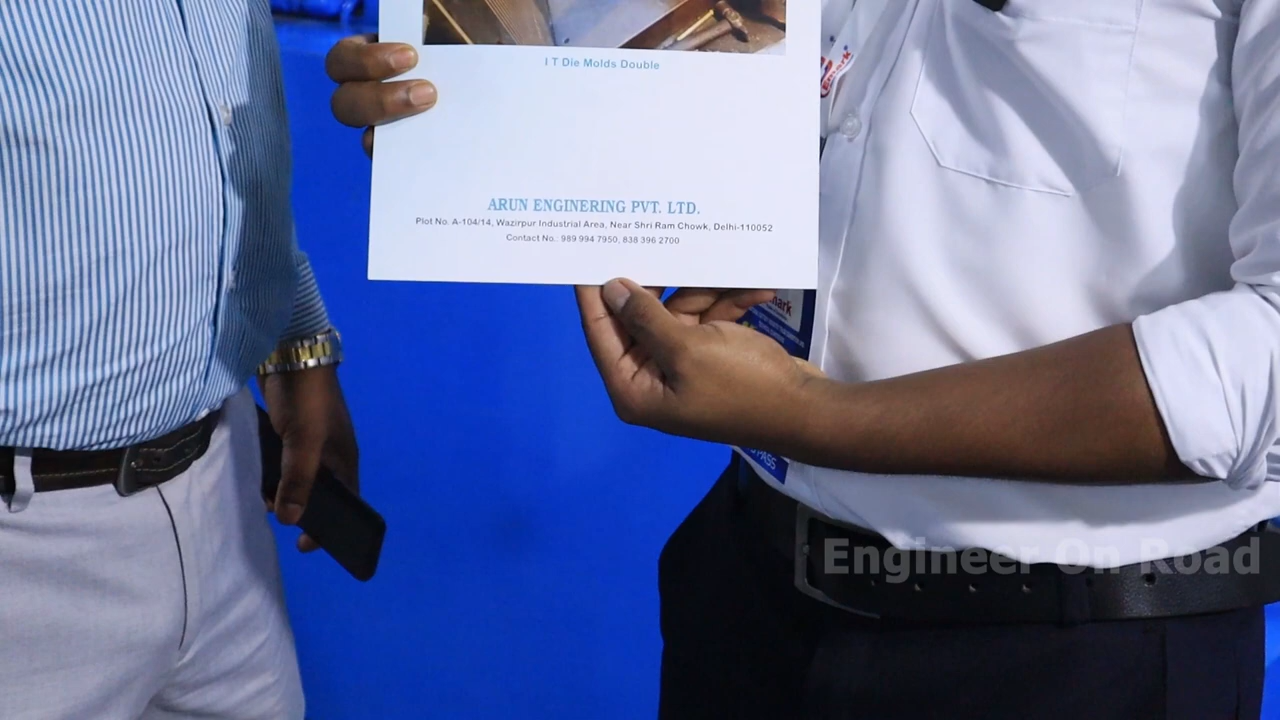 I T Die Molds Double
ARUN ENGINERING PVT. LTD.
Plot No. A-104/14, Wazirpur Industrial Area, Near Shri Ram Chowk, Delhi-110052
Contact No.: 989 994 7950, 838 396 2700
PASS
Engineer On Road